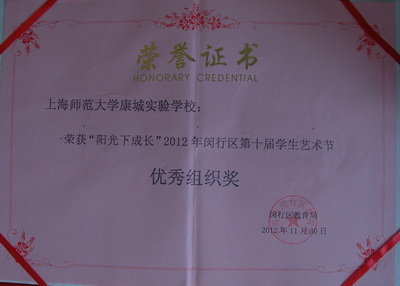 荣誉证书
HONORARY CREDENTIAL
上海师范大学康城实验学校：
荣获“阳光下成长”2012年闵行区第十届学生艺术节
优秀组织奖
闵行区教育局
2012年11月30日